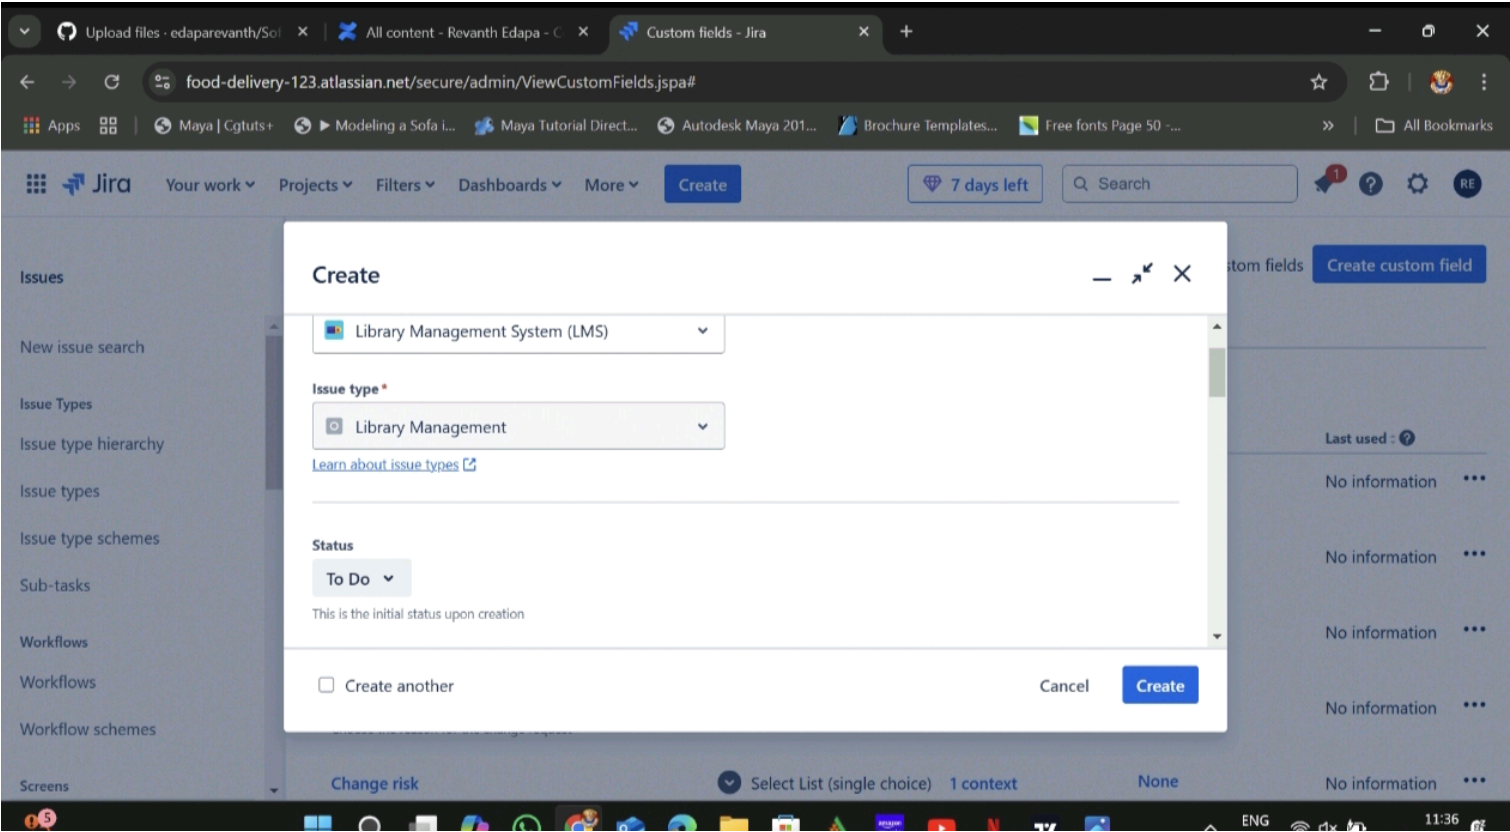 Upload files · edaparevanth/Sof
All content - Revanth Edapa - C
Custom fields - Jira
food-delivery-123.atlassian.net/secure/admin/ViewCustomFields.jspa#
Apps
Maya | Cgtuts+
Modeling a Sofa i...
Maya Tutorial Direct...
Autodesk Maya 201...
Brochure Templates...
Free fonts Page 50 -...
All Bookmarks
Jira
Your work
Projects
Filters
Dashboards
More
Create
7 days left
Search
1
RE
Issues
New issue search
Issue Types
Issue type hierarchy
Issue types
Issue type schemes
Sub-tasks
Workflows
Workflows
Workflow schemes
Screens
Create
Library Management System (LMS)
Issue type *
Library Management
Learn about issue types
Status
To Do
This is the initial status upon creation
Create another
Cancel
Create
stom fields
Create custom field
Last used
No information
No information
No information
No information
Change risk
Select List (single choice)
1 context
None
No information
5
amazon
ENG
11:36